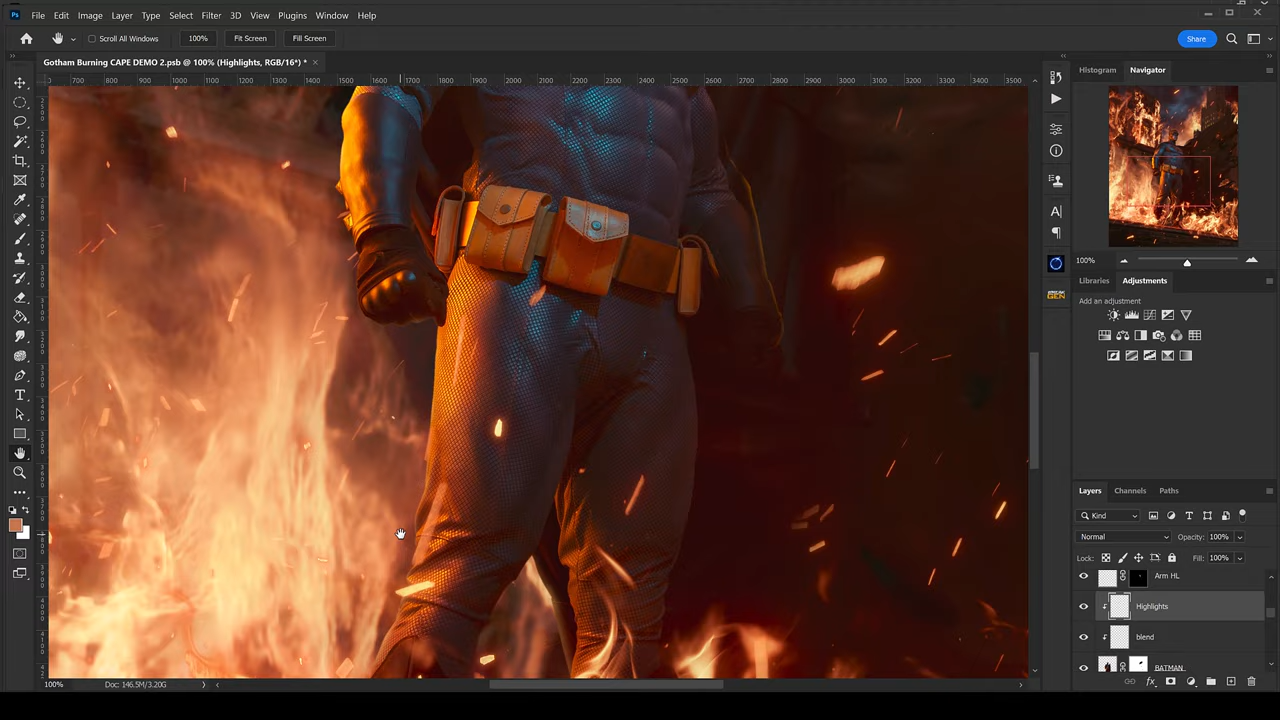 Ps File Edit Image Layer Type Select Filter 3D View Plugins Window Help
Scroll All Windows 100% Fit Screen Fill Screen Share
Gotham Burning CAPE DEMO 2.psb @ 100% (Highlights, RGB/16*) * ×
700 800 900 1000 1100 1200 1300 1400 1500 1600 1700 1800 1900 2000 2100 2200 2300 2400 2500 2600 2700 2800 2900 3000 3100 3200 3300 3400 3500
Histogram Navigator
100%
Libraries Adjustments
Add an adjustment
GEN
Layers Channels Paths
Kind
Normal Opacity: 100%
Lock: Fill: 100%
Arm HL
Highlights
blend
BATMAN
fx
100% Doc: 146.5M/3.20G